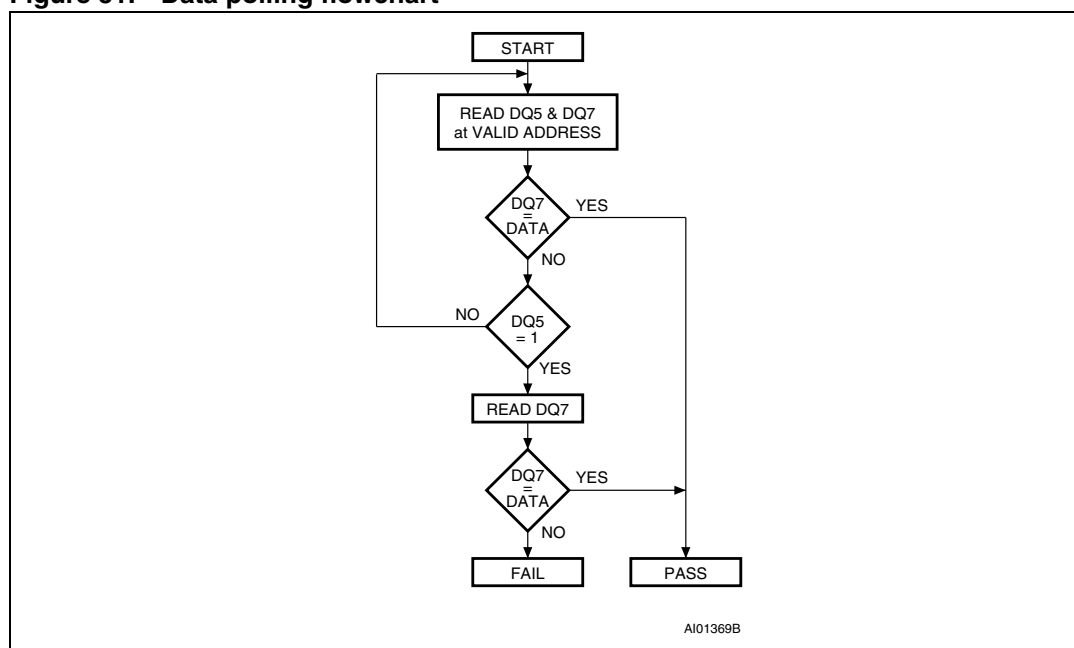 Figure 31. Data polling flowchart
START
READ DQ5 & DQ7
at VALID ADDRESS
DQ7
=
DATA
YES
NO
DQ5
= 1
NO
YES
READ DQ7
DQ7
=
DATA
YES
NO
FAIL
PASS
AI01369B